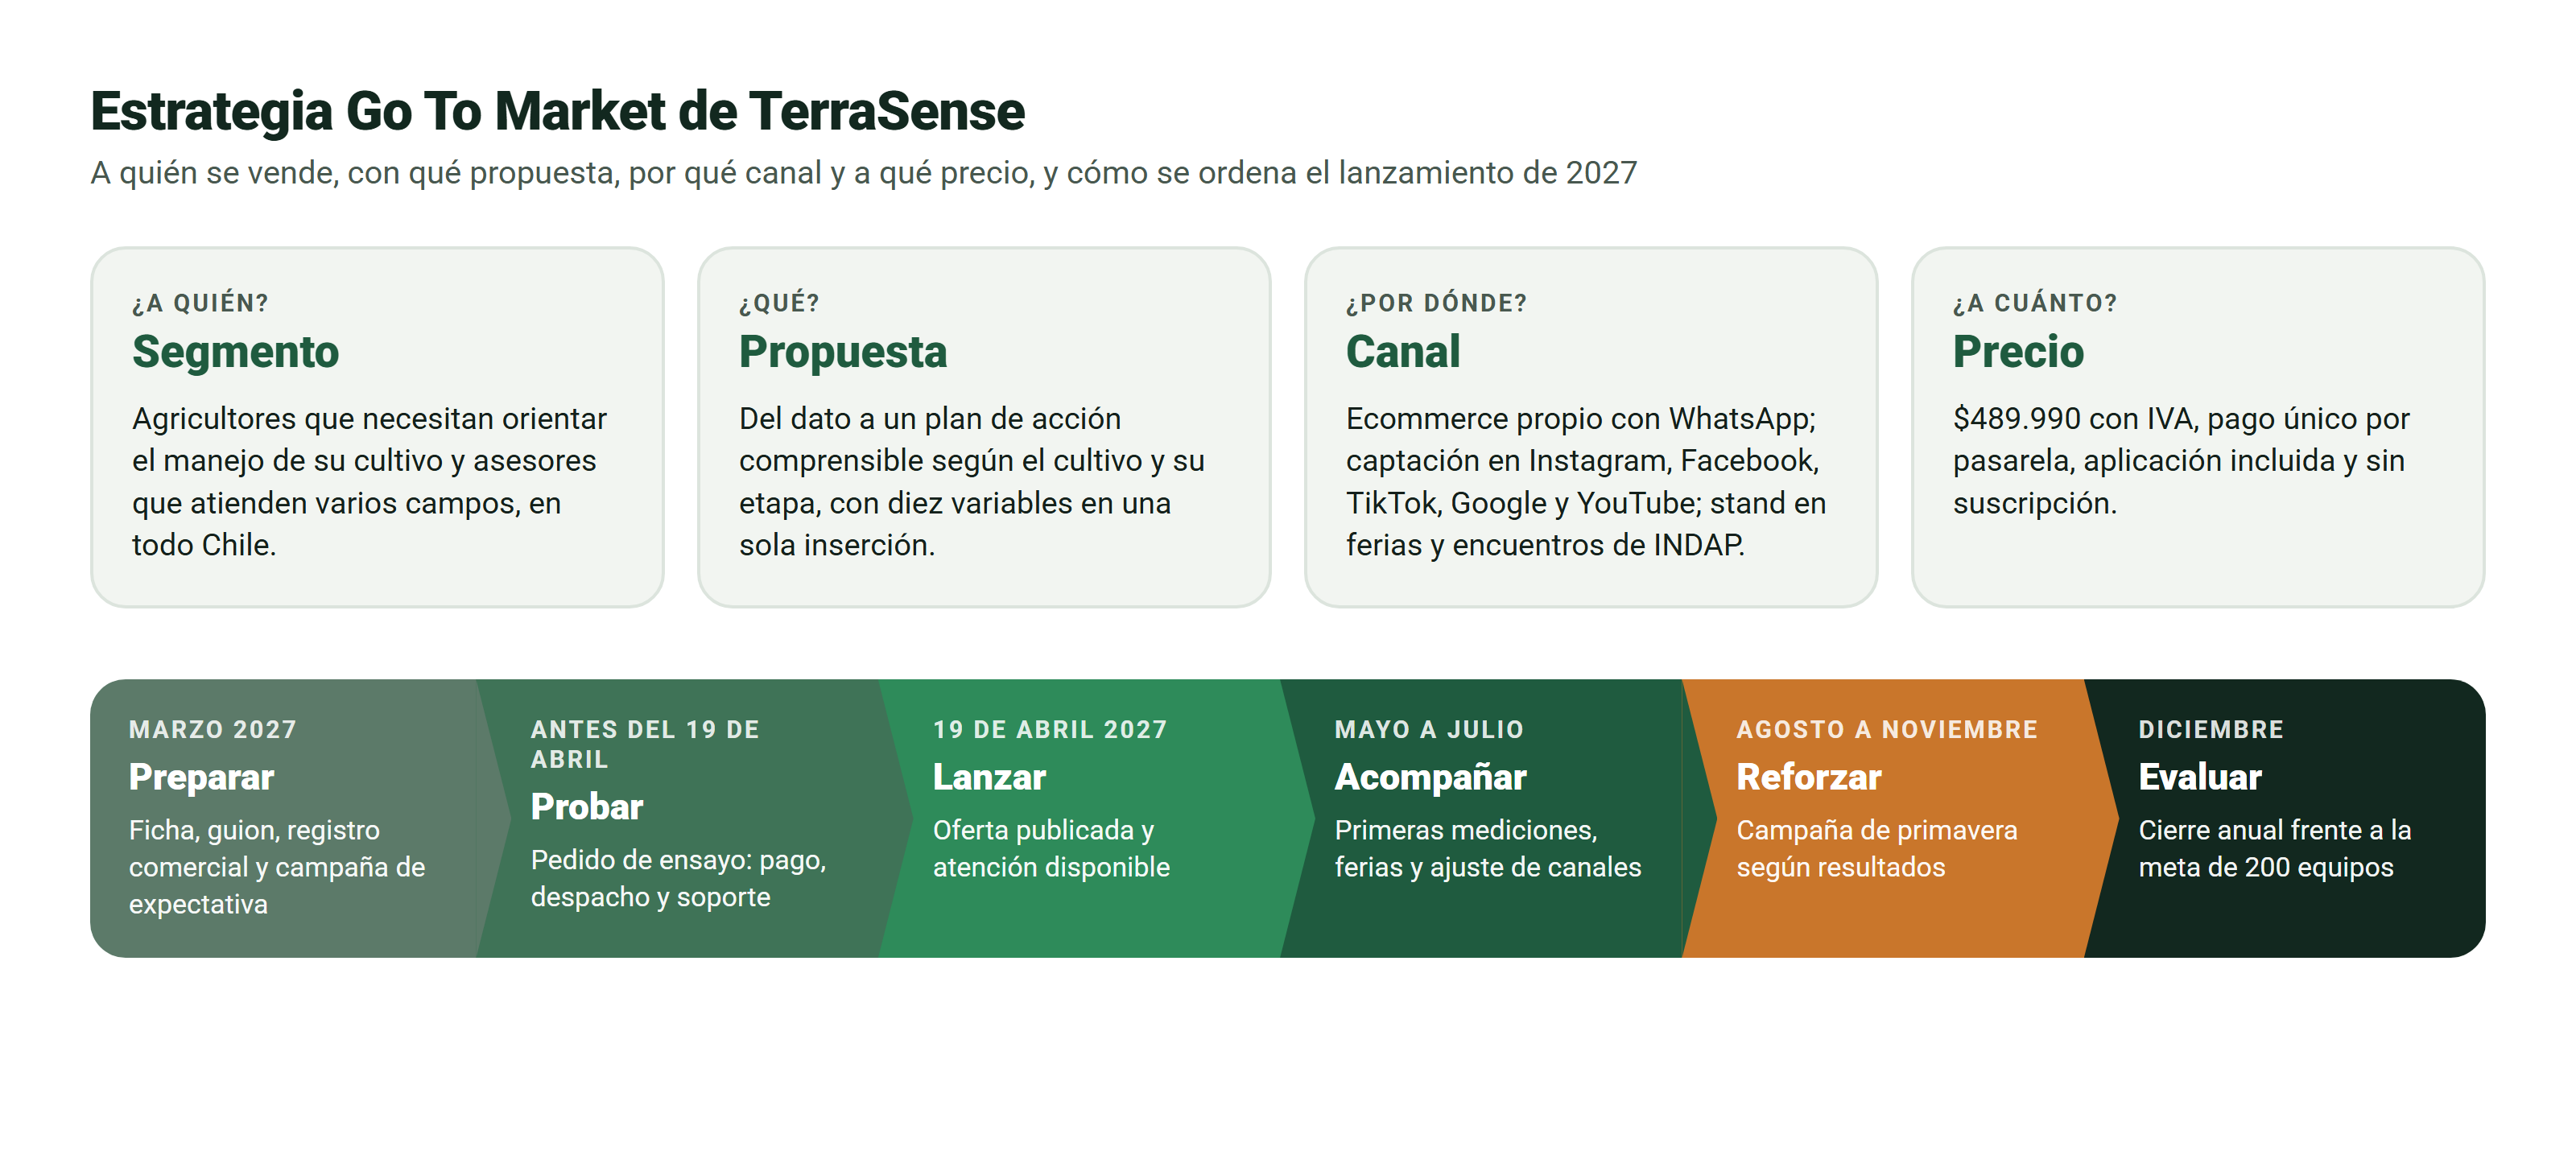 Estrategia Go To Market de TerraSense
A quién se vende, con qué propuesta, por qué canal y a qué precio, y cómo se ordena el lanzamiento de 2027
¿A QUIÉN?
Segmento
Agricultores que necesitan orientar
el manejo de su cultivo y asesores
que atienden varios campos, en
todo Chile.
¿QUÉ?
Propuesta
Del dato a un plan de acción
comprensible según el cultivo y su
etapa, con diez variables en una
sola inserción.
¿POR DÓNDE?
Canal
Ecommerce propio con WhatsApp;
captación en Instagram, Facebook,
TikTok, Google y YouTube; stand en
ferias y encuentros de INDAP.
¿A CUÁNTO?
Precio
$489.990 con IVA, pago único por
pasarela, aplicación incluida y sin
suscripción.
MARZO 2027
Preparar
Ficha, guion, registro
comercial y campaña de
expectativa
ANTES DEL 19 DE
ABRIL
Probar
Pedido de ensayo: pago,
despacho y soporte
19 DE ABRIL 2027
Lanzar
Oferta publicada y
atención disponible
MAYO A JULIO
Acompañar
Primeras mediciones,
ferias y ajuste de canales
AGOSTO A NOVIEMBRE
Reforzar
Campaña de primavera
según resultados
DICIEMBRE
Evaluar
Cierre anual frente a la
meta de 200 equipos